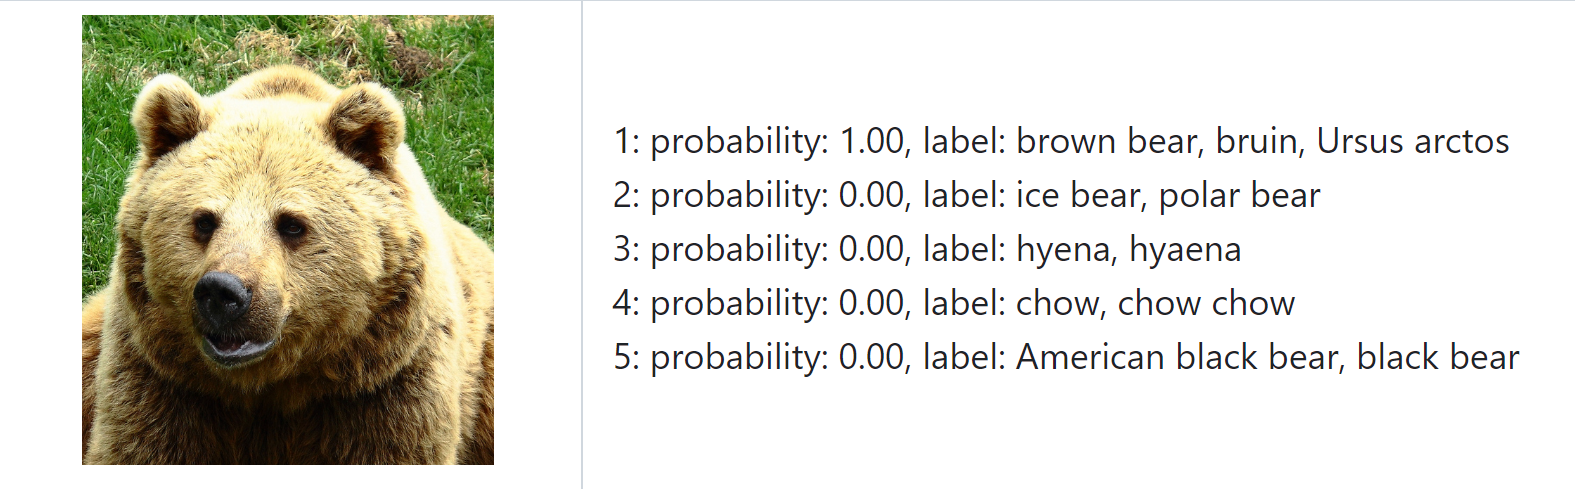 1: probability: 1.00, label: brown bear, bruin, Ursus arctos
2: probability: 0.00, label: ice bear, polar bear
3: probability: 0.00, label: hyena, hyaena
4: probability: 0.00, label: chow, chow chow
5: probability: 0.00, label: American black bear, black bear